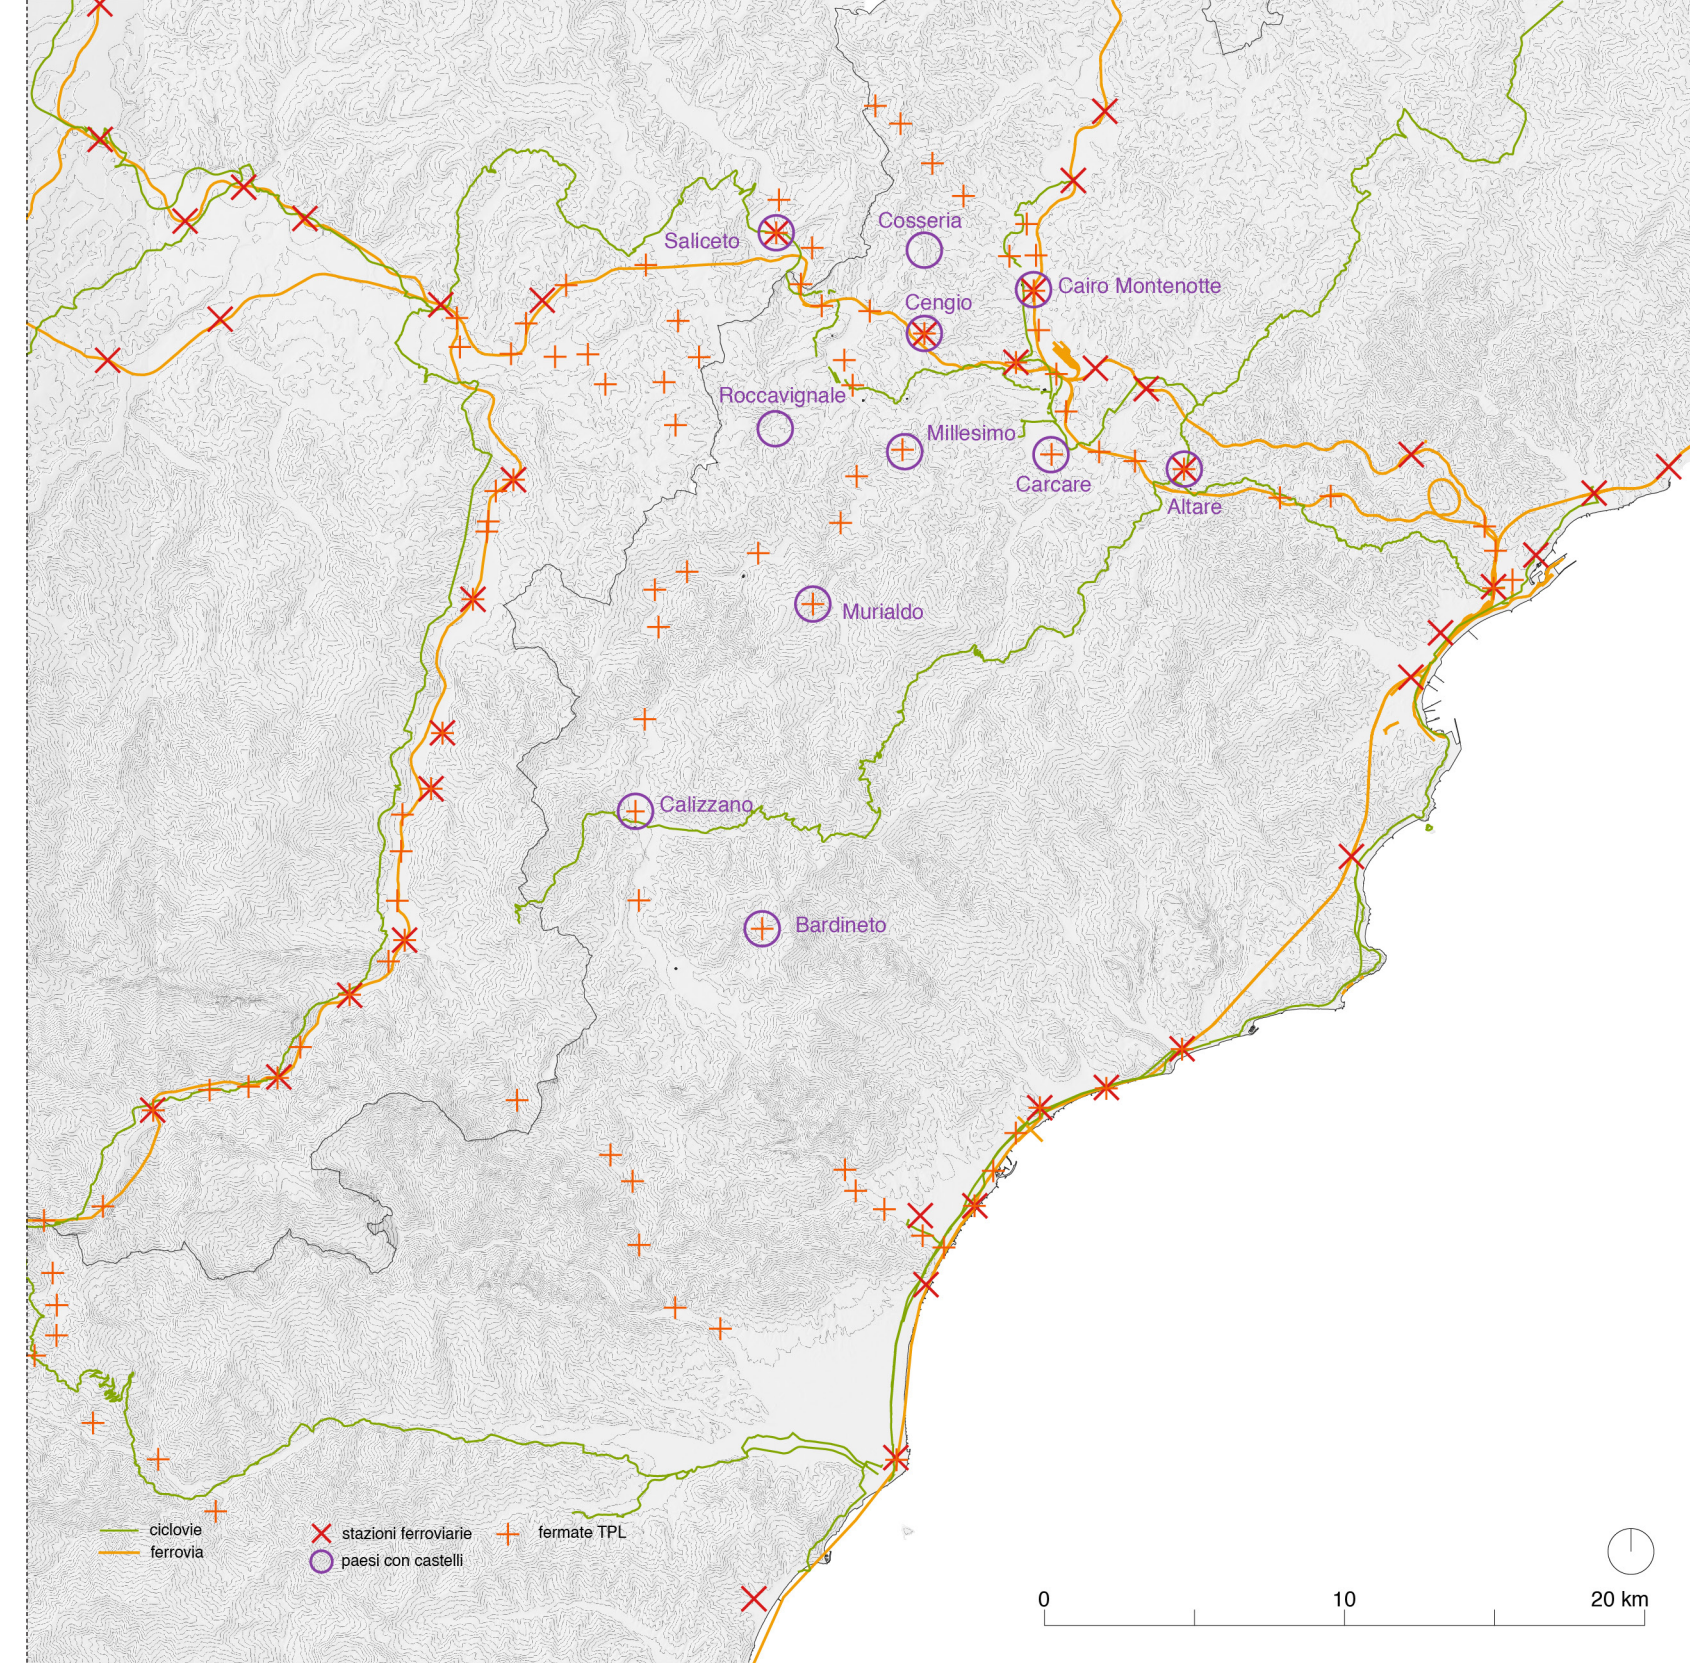 Cosseria
Saliceto
Cairo Montenotte
Cengio
Roccavignale
Millesimo
Carcare
Altare
Murialdo
Calizzano
Bardineto
ciclovie
ferrovia
stazioni ferroviarie
paesi con castelli
fermate TPL
0 10 20 km